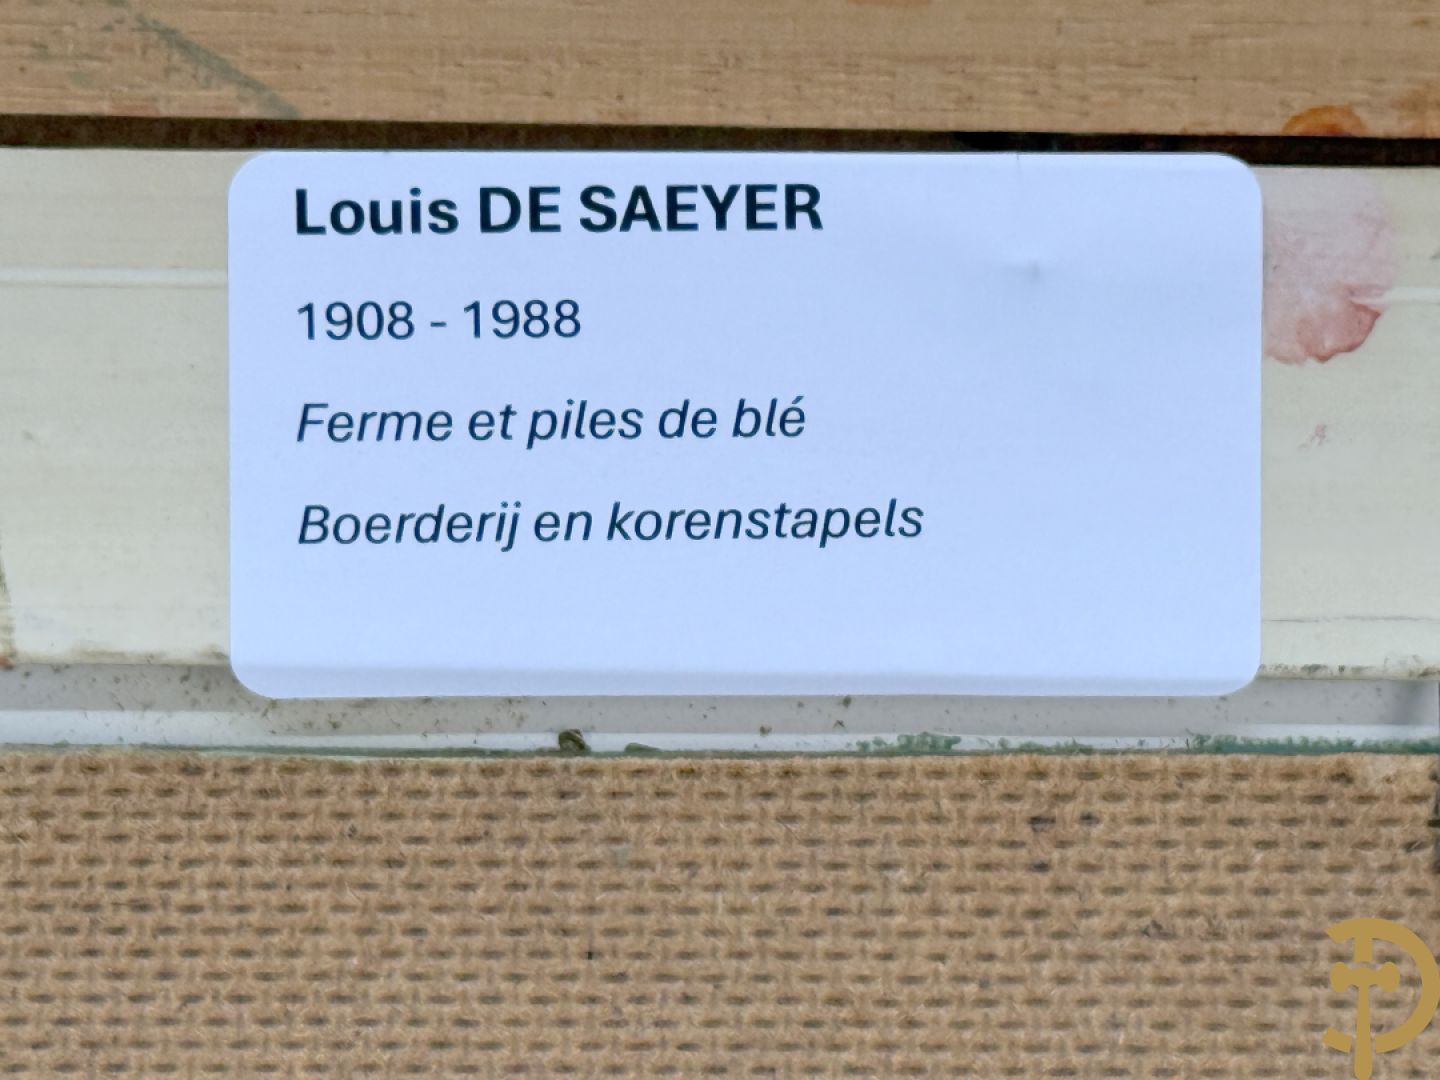 Louis DE SAEYER
1908 - 1988
Ferme et piles de blé
Boerderij en korenstapels